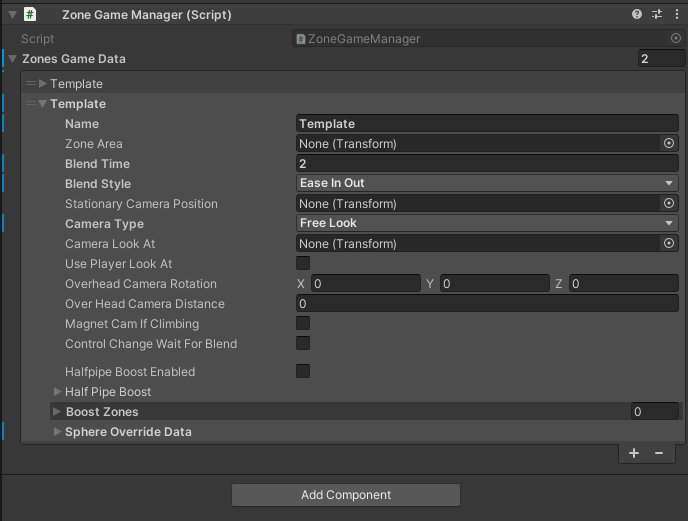 Zone Game Manager (Script)
Script ZoneGameManager
Zones Game Data 2
Template
Template
Name Template
Zone Area None (Transform)
Blend Time 2
Blend Style Ease In Out
Stationary Camera Position None (Transform)
Camera Type Free Look
Camera Look At None (Transform)
Use Player Look At
Overhead Camera Rotation X 0 Y 0 Z 0
Over Head Camera Distance 0
Magnet Cam If Climbing
Control Change Wait For Blend
Halfpipe Boost Enabled
Half Pipe Boost
Boost Zones 0
Sphere Override Data
+ −
Add Component